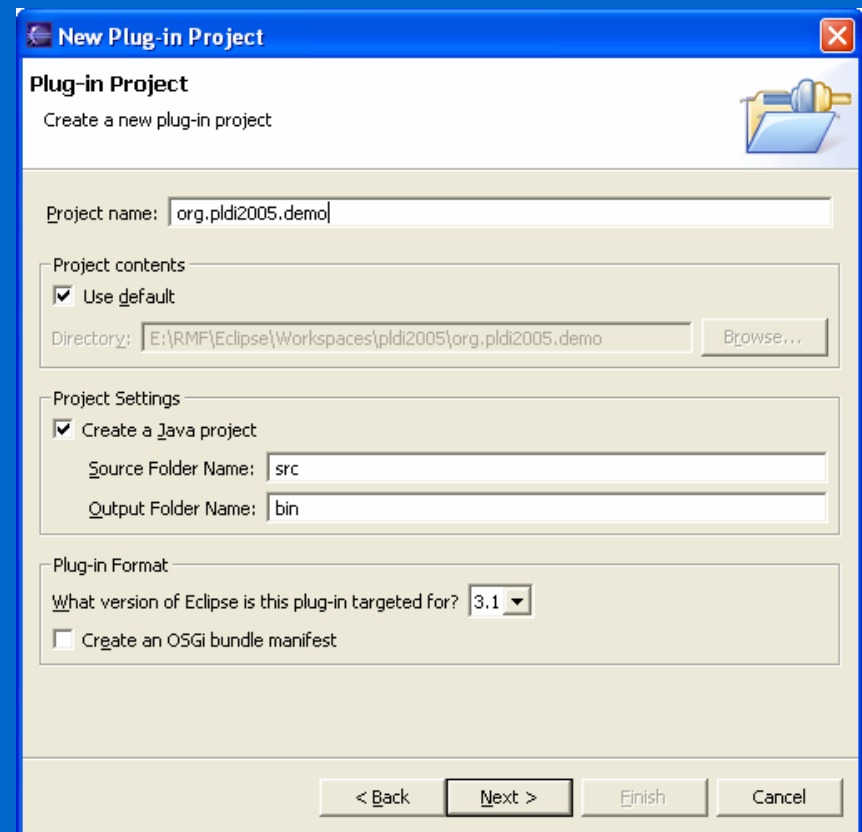 New Plug-in Project
Plug-in Project
Create a new plug-in project
Project name: org.pldi2005.demo
Project contents
Use default
Directory: E:\RMF\Eclipse\Workspaces\pldi2005\org.pldi2005.demo Browse...
Project Settings
Create a Java project
Source Folder Name: src
Output Folder Name: bin
Plug-in Format
What version of Eclipse is this plug-in targeted for? 3.1
Create an OSGi bundle manifest
< Back Next > Finish Cancel